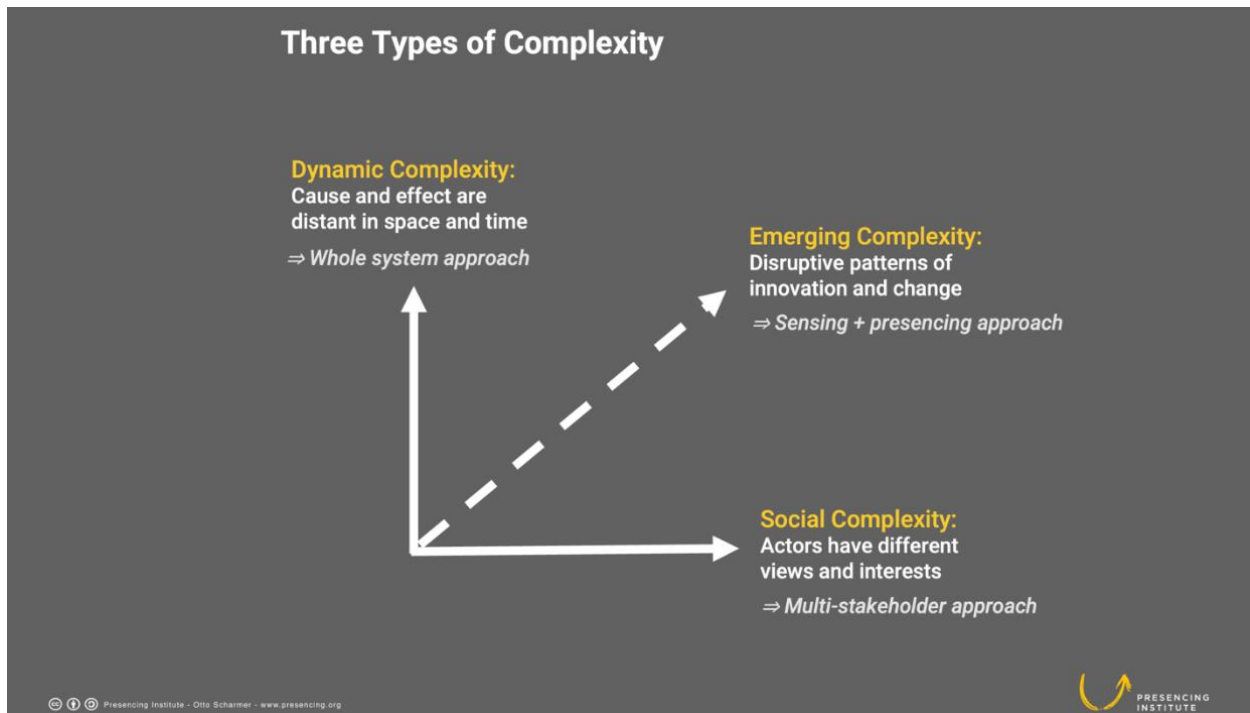 Three Types of Complexity
Dynamic Complexity:
Cause and effect are
distant in space and time
⇒ Whole system approach
Emerging Complexity:
Disruptive patterns of
innovation and change
⇒ Sensing + presencing approach
Social Complexity:
Actors have different
views and interests
⇒ Multi-stakeholder approach
Presencing Institute - Otto Scharmer - www.presencing.org
PRESENCING
INSTITUTE